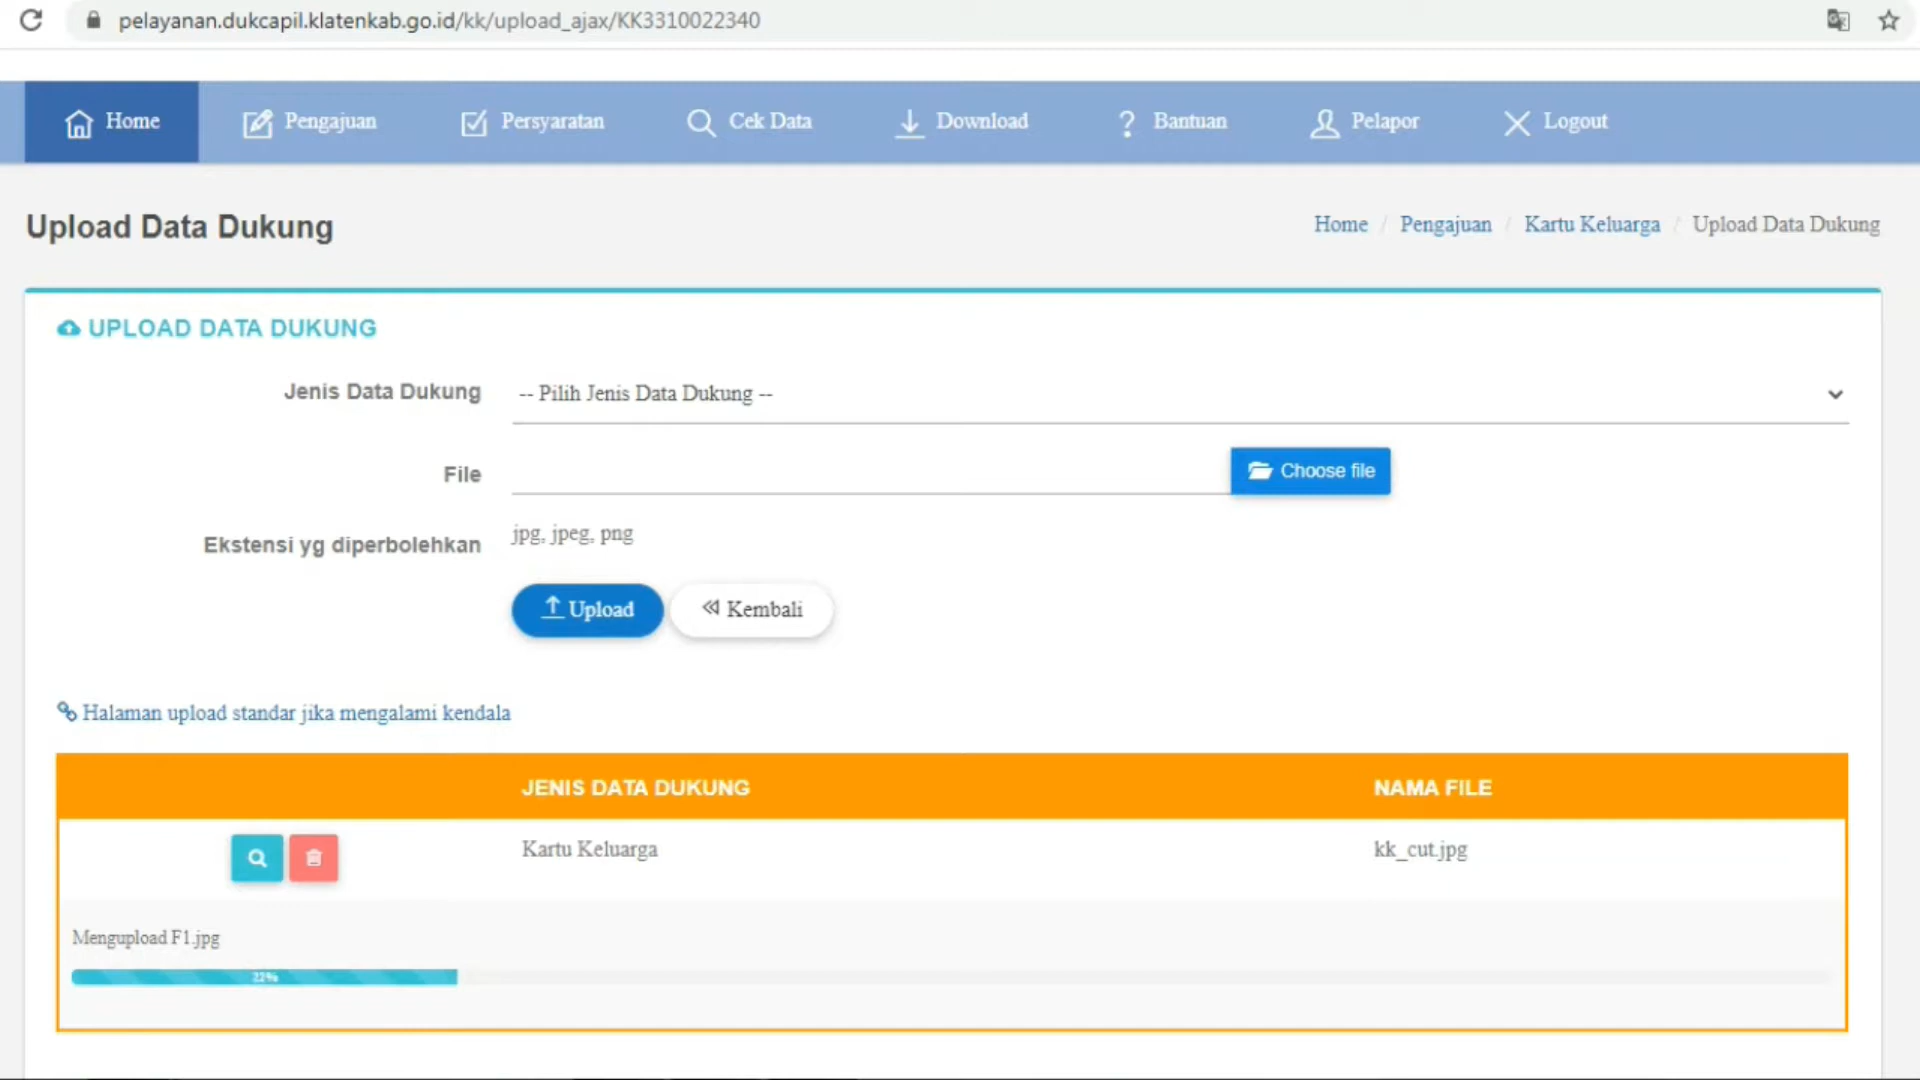 pelayanan.dukcapil.klatenkab.go.id/kk/upload_ajax/KK3310022340
Home Pengajuan Persyaratan Cek Data Download ? Bantuan Pelapor Logout
Upload Data Dukung
Home / Pengajuan / Kartu Keluarga / Upload Data Dukung
UPLOAD DATA DUKUNG
Jenis Data Dukung -- Pilih Jenis Data Dukung --
File Choose file
Ekstensi yg diperbolehkan jpg, jpeg, png
Upload Kembali
Halaman upload standar jika mengalami kendala
JENIS DATA DUKUNG NAMA FILE
Kartu Keluarga kk_cut.jpg
Mengupload F1.jpg
22%